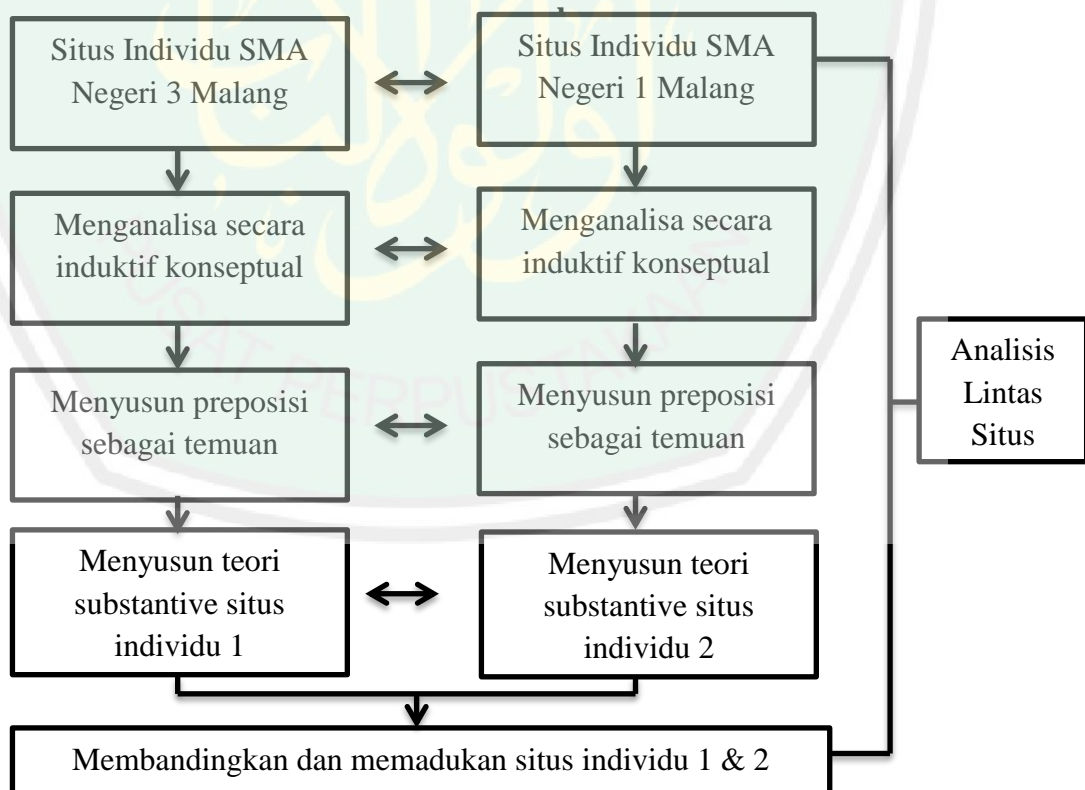 Situs Individu SMA
Negeri 3 Malang
Situs Individu SMA
Negeri 1 Malang
Menganalisa secara
induktif konseptual
Menganalisa secara
induktif konseptual
Menyusun preposisi
sebagai temuan
Menyusun preposisi
sebagai temuan
Menyusun teori
substantive situs
individu 1
Menyusun teori
substantive situs
individu 2
Membandingkan dan memadukan situs individu 1 & 2
Analisis
Lintas
Situs
PUSAT PERPUSTAKAAN